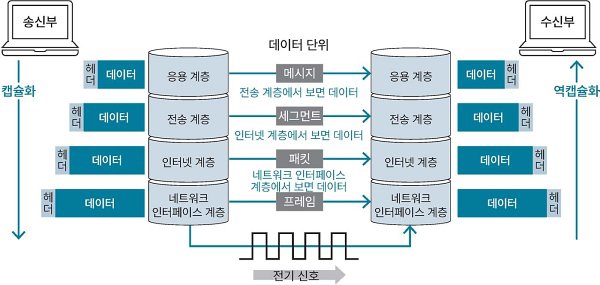 송신부
수신부
데이터 단위
헤
더
데이터
응용 계층
메시지
응용 계층
데이터
헤
더
캡슐화
역캡슐화
전송 계층에서 보면 데이터
헤
더
데이터
전송 계층
세그먼트
전송 계층
데이터
헤
더
인터넷 계층에서 보면 데이터
헤
더
데이터
인터넷 계층
패킷
인터넷 계층
데이터
헤
더
네트워크 인터페이스
계층에서 보면 데이터
헤
더
데이터
네트워크
인터페이스 계층
프레임
네트워크
인터페이스 계층
데이터
헤
더
전기 신호